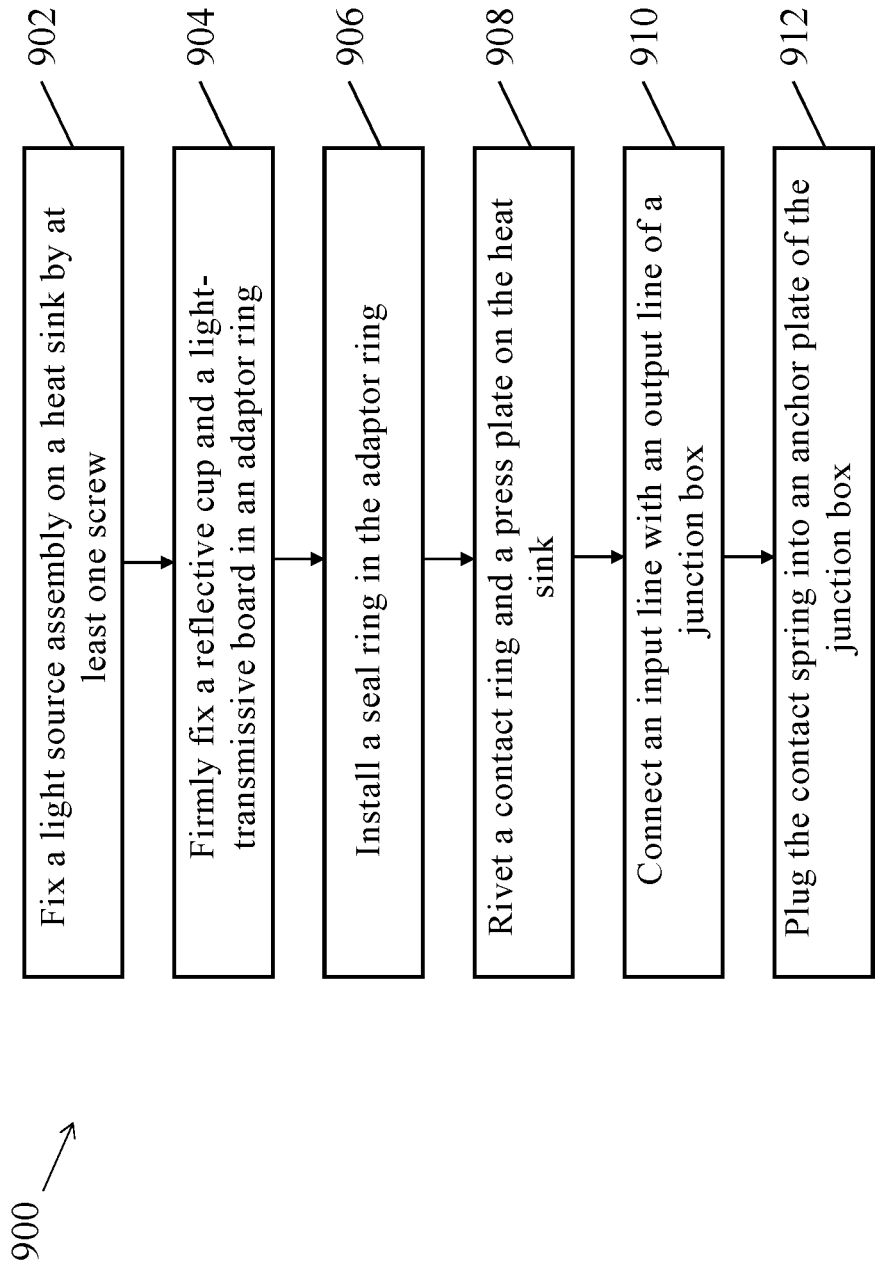 900
Fix a light source assembly on a heat sink by at
least one screw
902
Firmly fix a reflective cup and a light-
transmissive board in an adaptor ring
904
Install a seal ring in the adaptor ring
906
Rivet a contact ring and a press plate on the heat
sink
908
Connect an input line with an output line of a
junction box
910
Plug the contact spring into an anchor plate of the
junction box
912